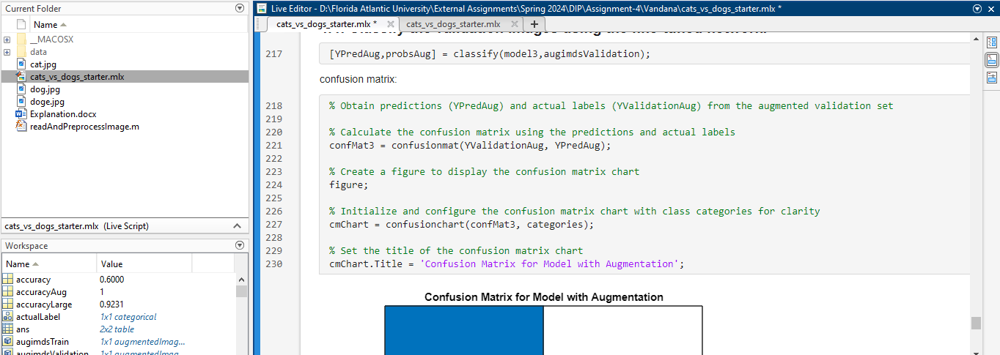 Current Folder
Name
__MACOSX
data
cat.jpg
cats_vs_dogs_starter.mlx
dog.jpg
doge.jpg
Explanation.docx
readAndPreprocessImage.m
cats_vs_dogs_starter.mlx (Live Script)
Workspace
Name Value
accuracy 0.6000
accuracyAug 1
accuracyLarge 0.9231
actualLabel 1x1 categorical
ans 2x2 table
augimdsTrain 1x1 augmentedImag...
augimdsValidation 1x1 augmentedImag...
Live Editor - D:\Florida Atlantic University\External Assignments\Spring 2024\DIP\Assignment-4\Vandana\cats_vs_dogs_starter.mlx *
cats_vs_dogs_starter.mlx * cats_vs_dogs_starter.mlx
217 [YPredAug,probsAug] = classify(model3,augimdsValidation);
confusion matrix:
218 % Obtain predictions (YPredAug) and actual labels (YValidationAug) from the augmented validation set
219
220 % Calculate the confusion matrix using the predictions and actual labels
221 confMat3 = confusionmat(YValidationAug, YPredAug);
222
223 % Create a figure to display the confusion matrix chart
224 figure;
225
226 % Initialize and configure the confusion matrix chart with class categories for clarity
227 cmChart = confusionchart(confMat3, categories);
228
229 % Set the title of the confusion matrix chart
230 cmChart.Title = 'Confusion Matrix for Model with Augmentation';
Confusion Matrix for Model with Augmentation